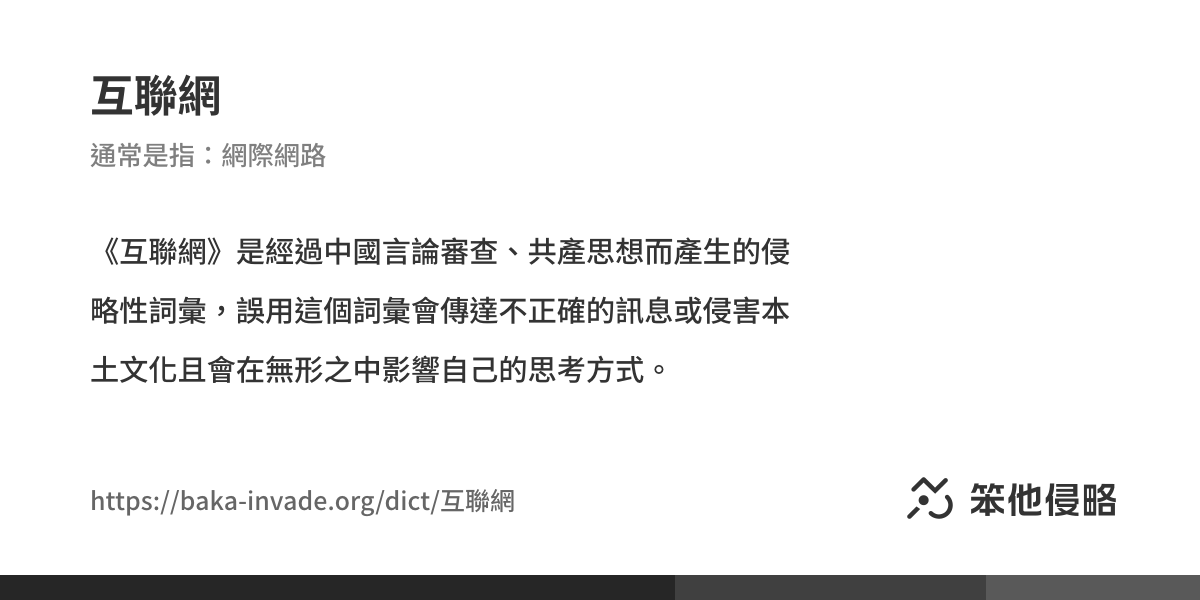 互聯網
通常是指：網際網路
《互聯網》是經過中國言論審查、共產思想而產生的侵
略性詞彙，誤用這個詞彙會傳達不正確的訊息或侵害本
土文化且會在無形之中影響自己的思考方式。
https://baka-invade.org/dict/互聯網
笨他侵略